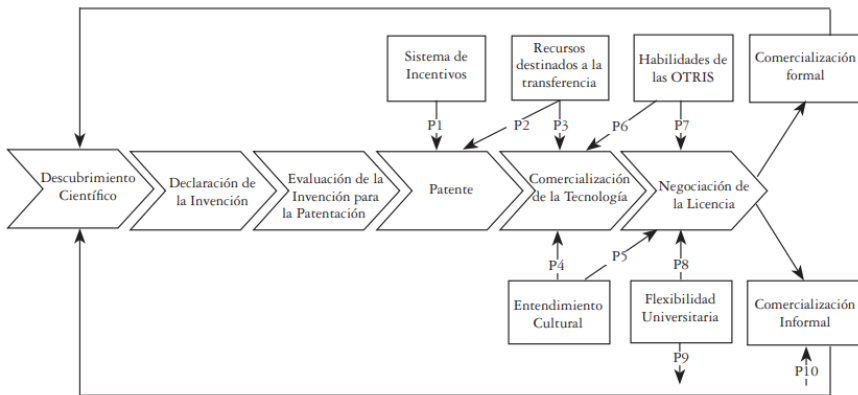 Sistema de
Incentivos
Recursos
destinados a la
transferencia
Habilidades de
las OTRIS
Comercialización
formal
P1
P2
P3
P6
P7
Descubrimiento
Científico
Declaración de
la Invención
Evaluación de la
Invención para
la Patentación
Patente
Comercialización
de la Tecnología
Negociación de
la Licencia
P4
P5
P8
Entendimiento
Cultural
Flexibilidad
Universitaria
Comercialización
Informal
P9
P10